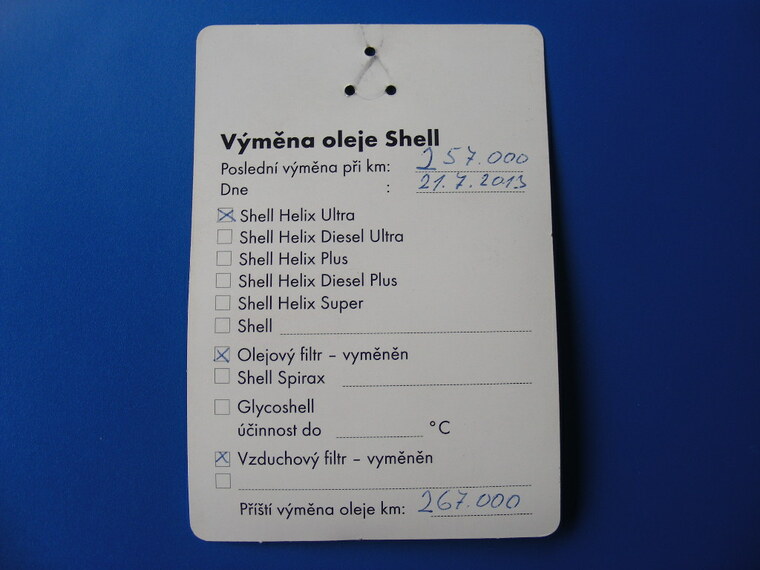 Výměna oleje Shell
Poslední výměna při km: 257.000
Dne : 21.7.2013
Shell Helix Ultra
Shell Helix Diesel Ultra
Shell Helix Plus
Shell Helix Diesel Plus
Shell Helix Super
Shell
Olejový filtr – vyměněn
Shell Spirax
Glycoshell
účinnost do °C
Vzduchový filtr – vyměněn
Příští výměna oleje km: 267.000